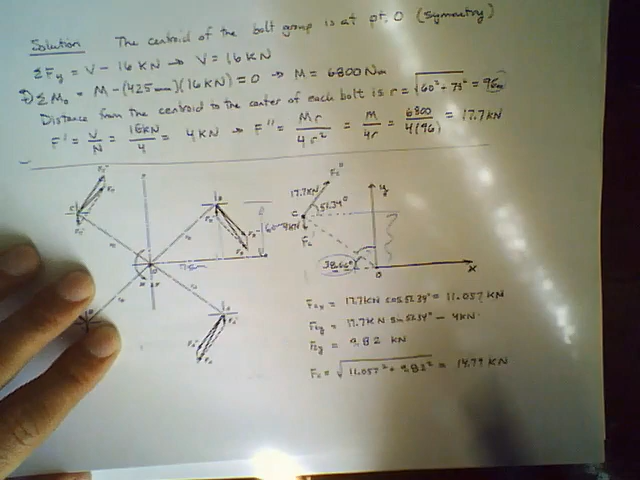 Solution The centroid of the bolt group is at pt. O (symmetry)
ΣFy = V - 16 KN → V = 16 KN
ΣMo = M - (425mm)(16KN) = 0 → M = 6800 Nm
Distance from the centroid to the center of each bolt is r = √60² + 75² = 96mm
F' = V/N = 16KN/4 = 4 KN → F'' = Mr/4r² = M/4r = 6800/4(96) = 17.7 KN
17.7KN
51.34°
C
4KN
y
60
75mm
38.66°
O
x
Fcx = 17.7KN cos 51.34° = 11.057 KN
Fcy = 17.7KN sin 51.34° - 4KN
Fcy = 9.82 KN
Fc = √11.057² + 9.82² = 14.79 KN